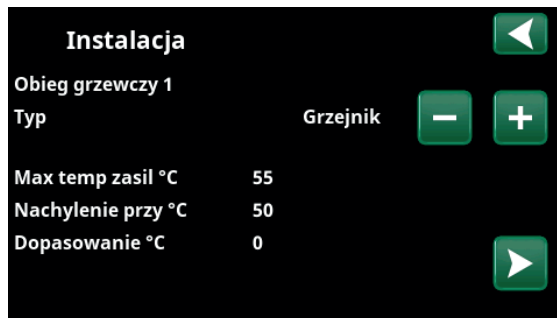 Instalacja
Obieg grzewczy 1
Typ Grzejnik
Max temp zasil °C 55
Nachylenie przy °C 50
Dopasowanie °C 0